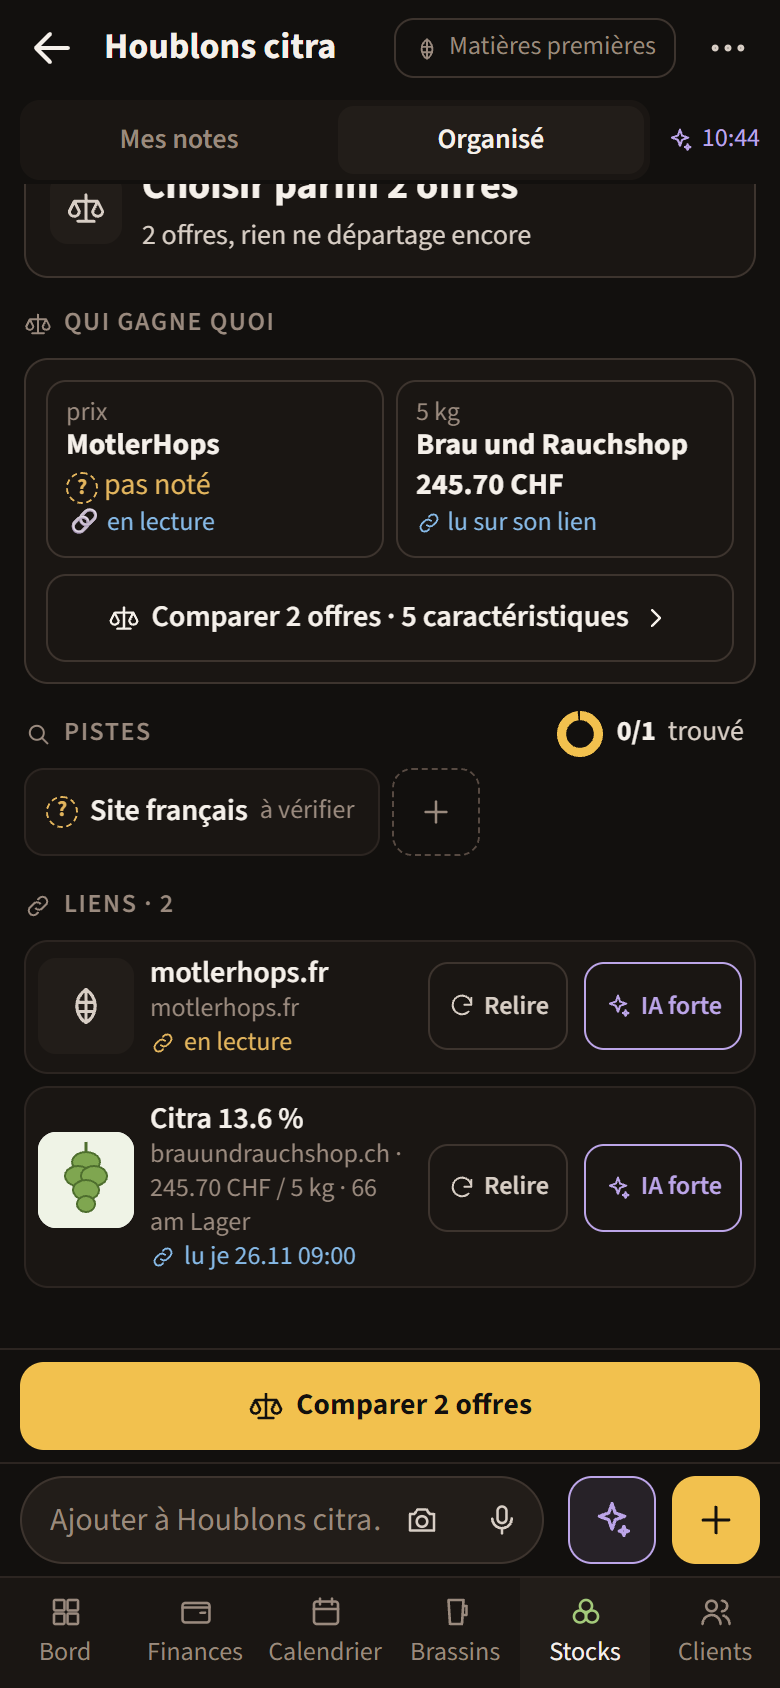 Houblons citra
Matières premières
Mes notes
Organisé
10:44
Choisir parmi 2 offres
2 offres, rien ne départage encore
QUI GAGNE QUOI
prix
MotlerHops
? pas noté
en lecture
5 kg
Brau und Rauchshop
245.70 CHF
lu sur son lien
Comparer 2 offres · 5 caractéristiques
PISTES
0/1 trouvé
? Site français à vérifier
LIENS · 2
motlerhops.fr
motlerhops.fr
en lecture
Relire
IA forte
Citra 13.6 %
brauundrauchshop.ch ·
245.70 CHF / 5 kg · 66
am Lager
lu je 26.11 09:00
Relire
IA forte
Comparer 2 offres
Ajouter à Houblons citra.
Bord
Finances
Calendrier
Brassins
Stocks
Clients